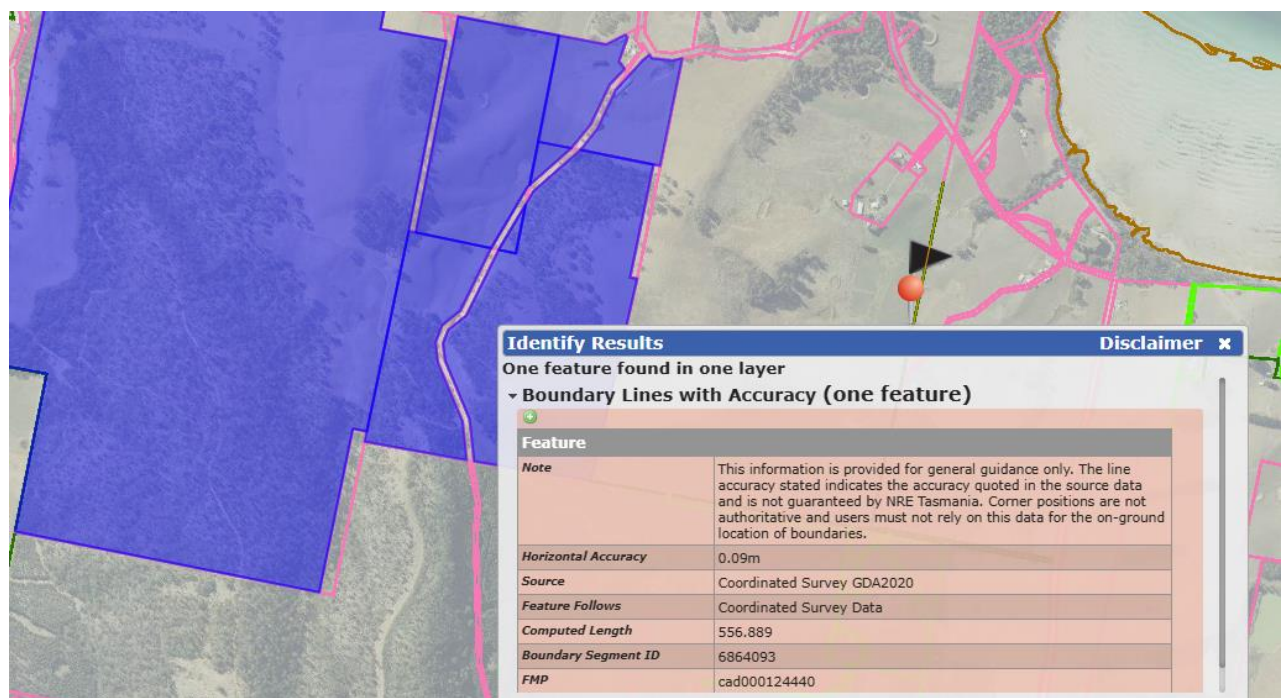 Identify Results Disclaimer ×
One feature found in one layer
Boundary Lines with Accuracy (one feature)
Feature
Note This information is provided for general guidance only. The line
accuracy stated indicates the accuracy quoted in the source data
and is not guaranteed by NRE Tasmania. Corner positions are not
authoritative and users must not rely on this data for the on-ground
location of boundaries.
Horizontal Accuracy 0.09m
Source Coordinated Survey GDA2020
Feature Follows Coordinated Survey Data
Computed Length 556.889
Boundary Segment ID 6864093
FMP cad000124440